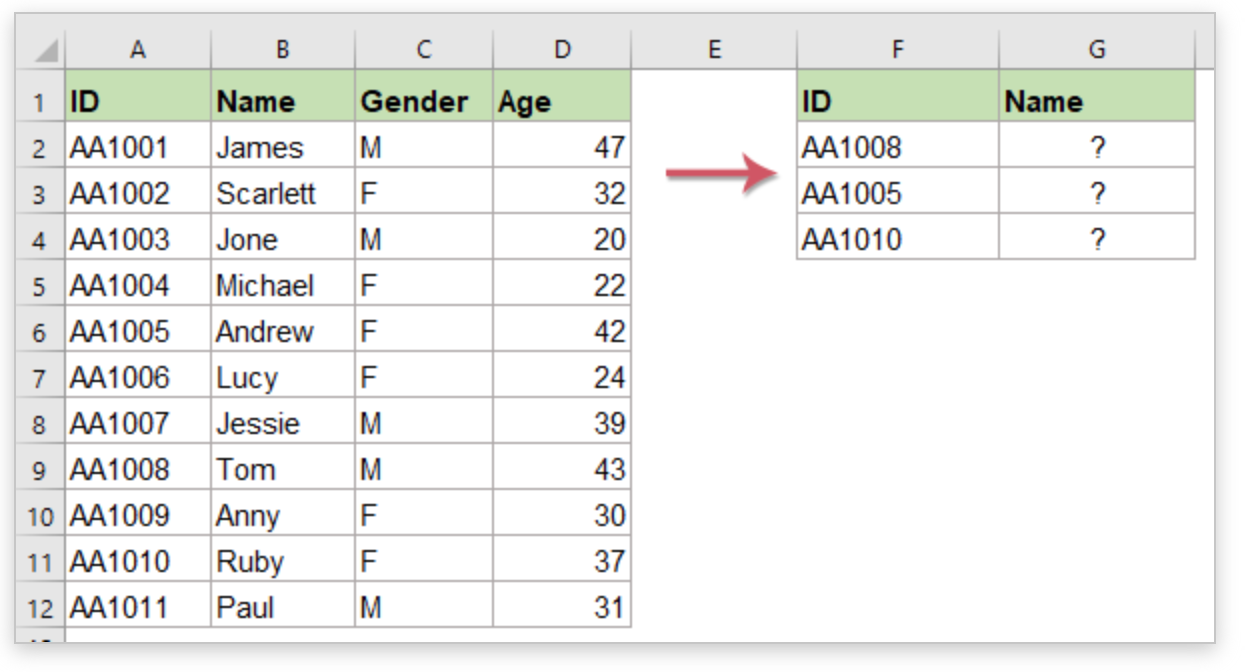 A B C D E F G
1 ID Name Gender Age ID Name
2 AA1001 James M 47 AA1008 ?
3 AA1002 Scarlett F 32 AA1005 ?
4 AA1003 Jone M 20 AA1010 ?
5 AA1004 Michael F 22
6 AA1005 Andrew F 42
7 AA1006 Lucy F 24
8 AA1007 Jessie M 39
9 AA1008 Tom M 43
10 AA1009 Anny F 30
11 AA1010 Ruby F 37
12 AA1011 Paul M 31